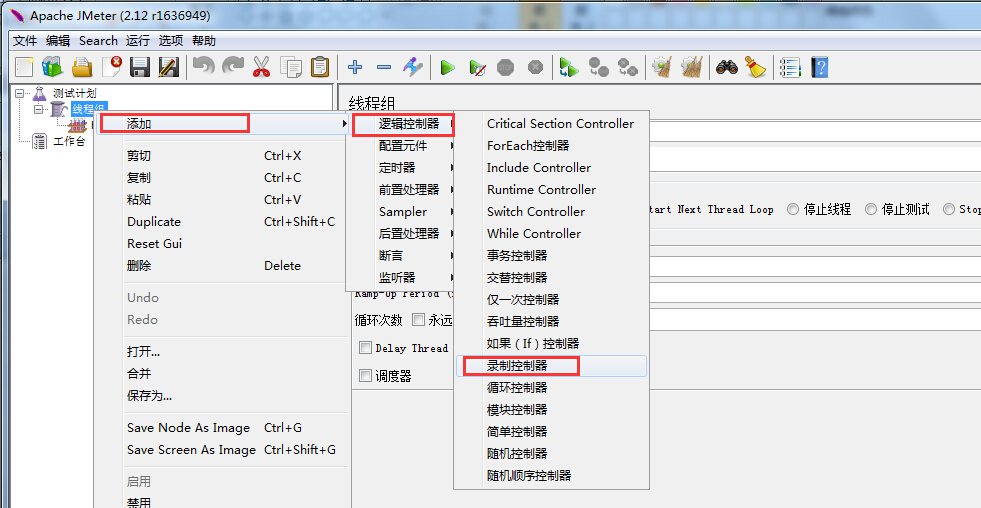 Apache JMeter (2.12 r1636949)
文件 编辑 Search 运行 选项 帮助
测试计划
线程组
工作台
线程组
添加
剪切 Ctrl+X
复制 Ctrl+C
粘贴 Ctrl+V
Duplicate Ctrl+Shift+C
Reset Gui
删除 Delete
Undo
Redo
打开...
合并
保存为...
Save Node As Image Ctrl+G
Save Screen As Image Ctrl+Shift+G
启用
禁用
逻辑控制器
配置元件
定时器
前置处理器
Sampler
后置处理器
断言
监听器
Critical Section Controller
ForEach控制器
Include Controller
Runtime Controller
Switch Controller
While Controller
事务控制器
交替控制器
仅一次控制器
吞吐量控制器
如果（If）控制器
录制控制器
循环控制器
模块控制器
简单控制器
随机控制器
随机顺序控制器
tart Next Thread Loop 停止线程 停止测试 Stop
Ramp-Up Period
循环次数 永远
Delay Thread
调度器